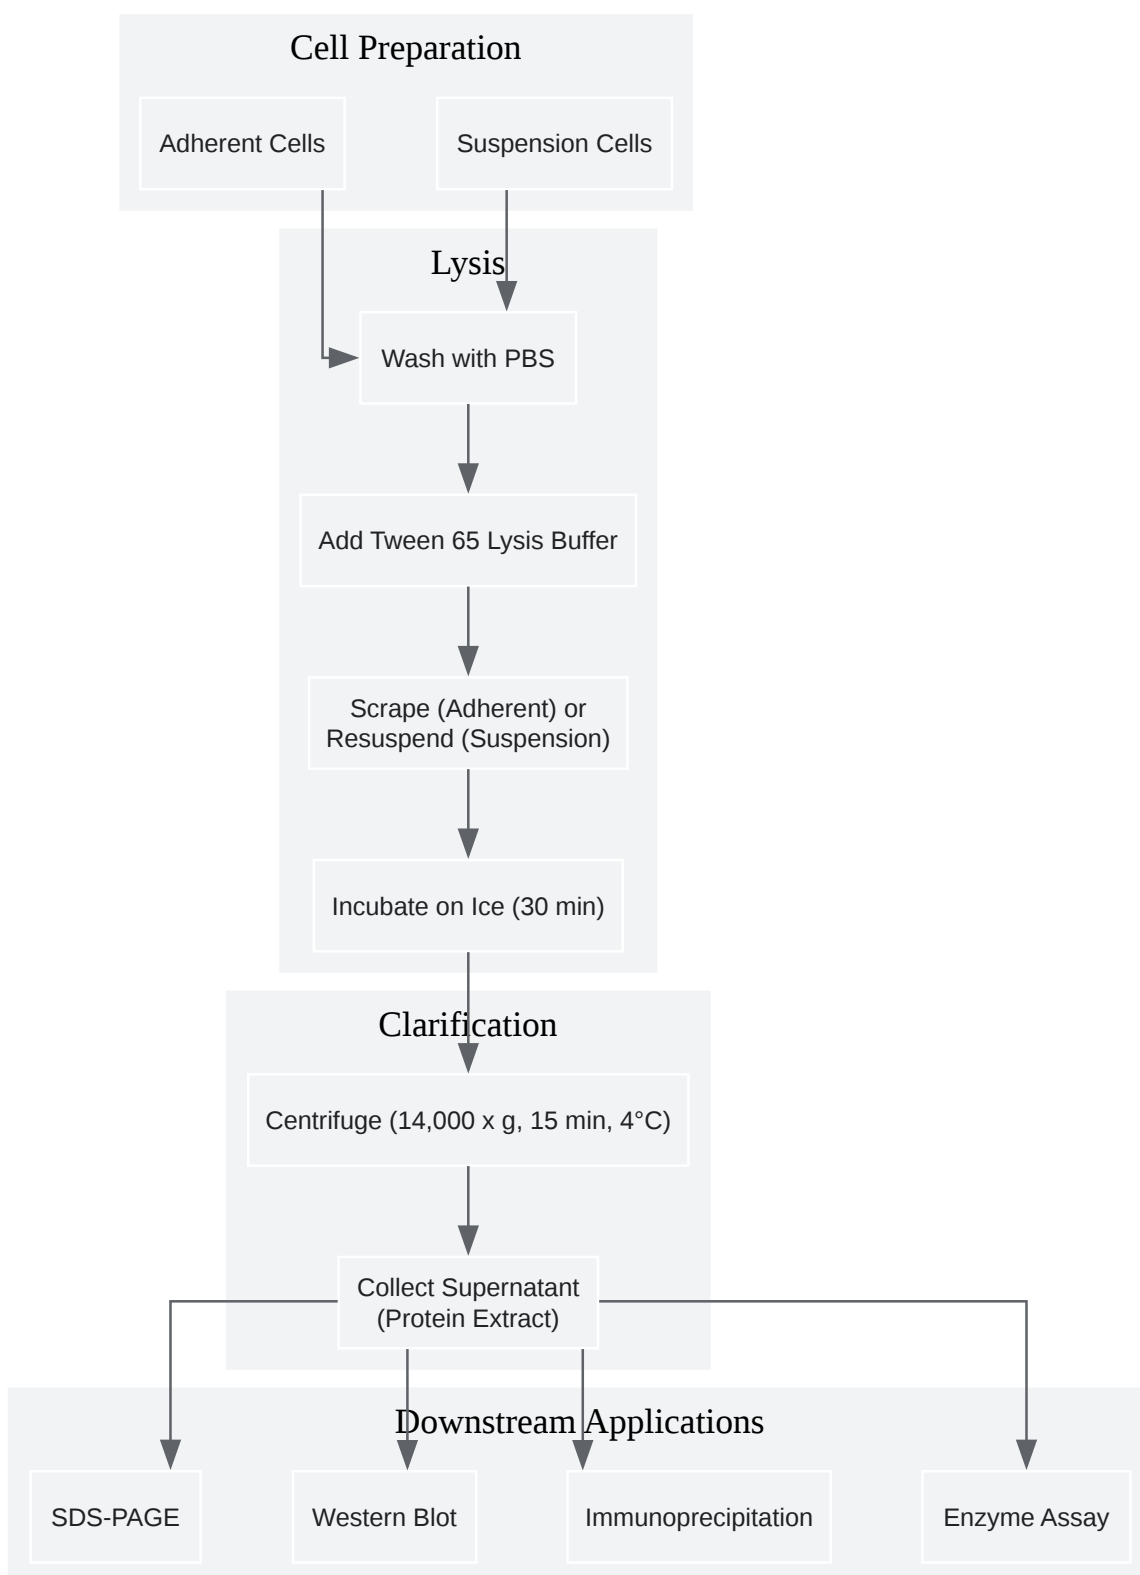 Cell Preparation
Adherent Cells
Suspension Cells
Lysis
Wash with PBS
Add Tween 65 Lysis Buffer
Scrape (Adherent) or
Resuspend (Suspension)
Incubate on Ice (30 min)
Clarification
Centrifuge (14,000 x g, 15 min, 4°C)
Collect Supernatant
(Protein Extract)
Downstream Applications
SDS-PAGE
Western Blot
Immunoprecipitation
Enzyme Assay